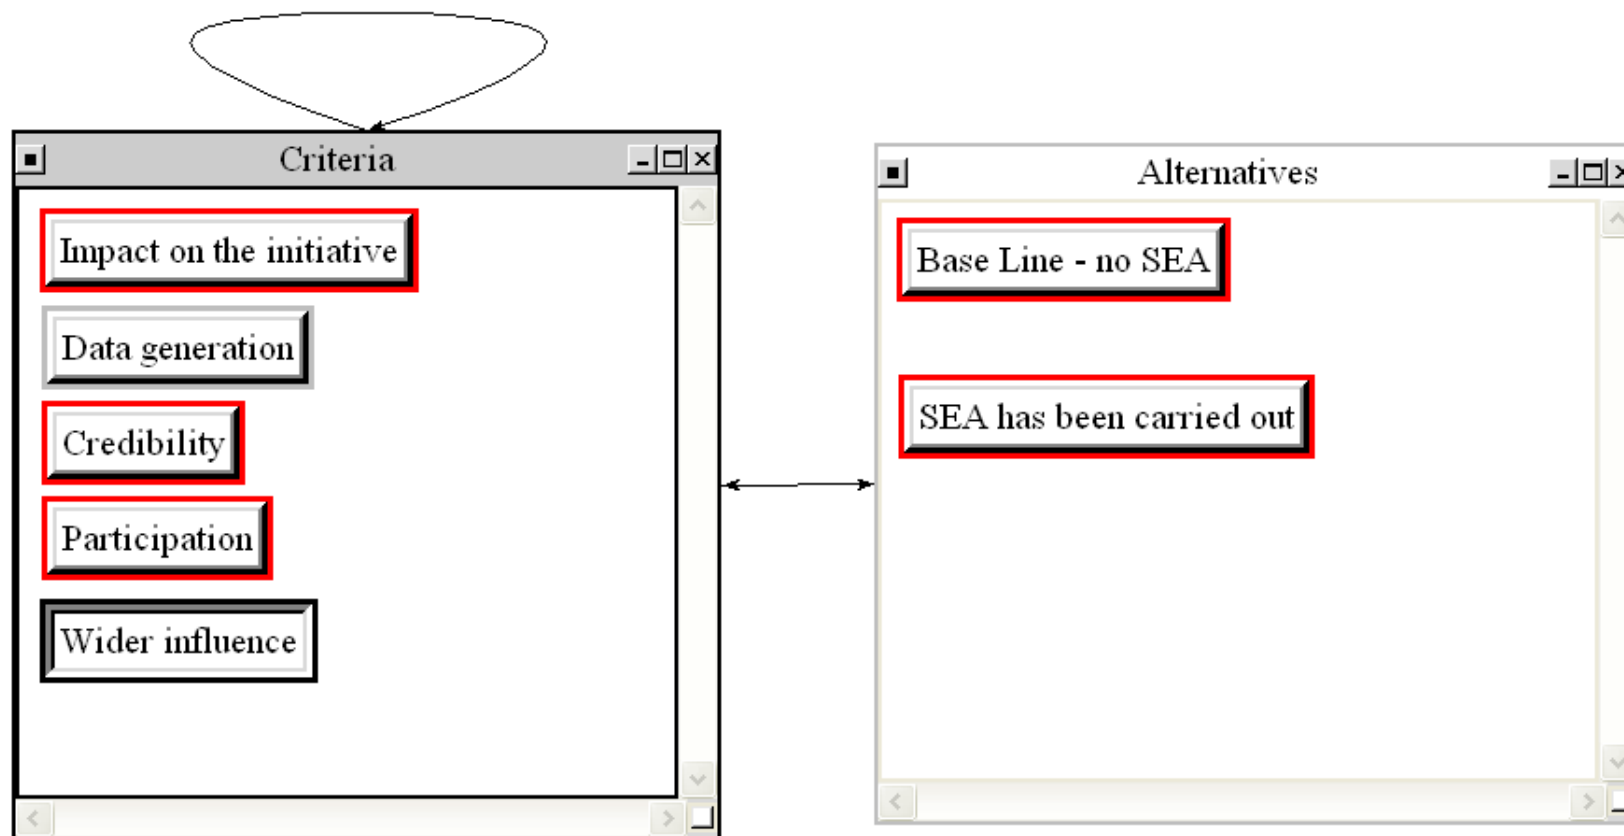 Criteria
Impact on the initiative
Data generation
Credibility
Participation
Wider influence
Alternatives
Base Line - no SEA
SEA has been carried out